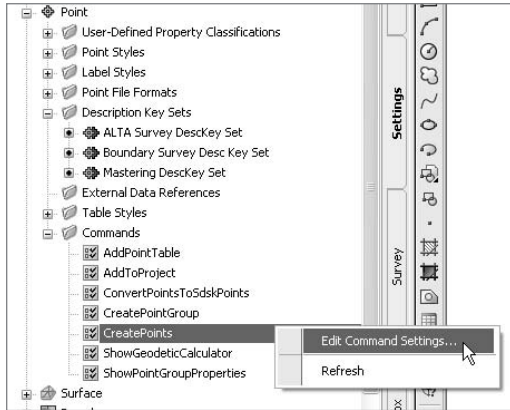 Point
User-Defined Property Classifications
Point Styles
Label Styles
Point File Formats
Description Key Sets
ALTA Survey DescKey Set
Boundary Survey Desc Key Set
Mastering DescKey Set
External Data References
Table Styles
Commands
AddPointTable
AddToProject
ConvertPointsToSdskPoints
CreatePointGroup
CreatePoints
ShowGeodeticCalculator
ShowPointGroupProperties
Surface
Edit Command Settings...
Refresh
Settings
Survey